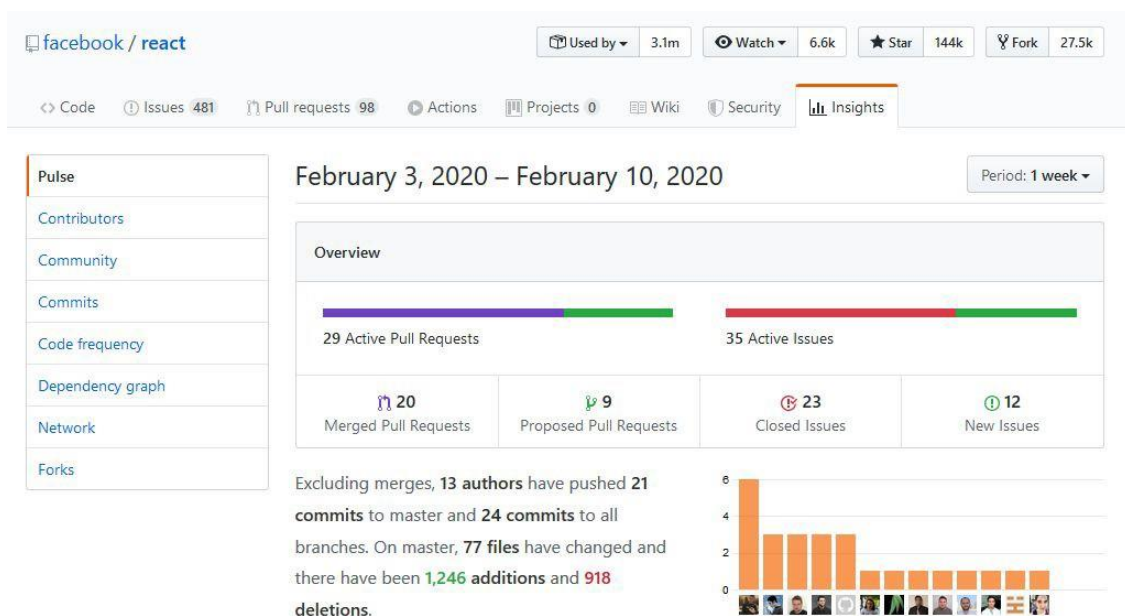 facebook / react
Used by 3.1m Watch 6.6k Star 144k Fork 27.5k
Code Issues 481 Pull requests 98 Actions Projects 0 Wiki Security Insights
Pulse
Contributors
Community
Commits
Code frequency
Dependency graph
Network
Forks
February 3, 2020 – February 10, 2020
Period: 1 week
Overview
29 Active Pull Requests
35 Active Issues
20
Merged Pull Requests
9
Proposed Pull Requests
23
Closed Issues
12
New Issues
Excluding merges, 13 authors have pushed 21
commits to master and 24 commits to all
branches. On master, 77 files have changed and
there have been 1,246 additions and 918
deletions.
6
4
2
0